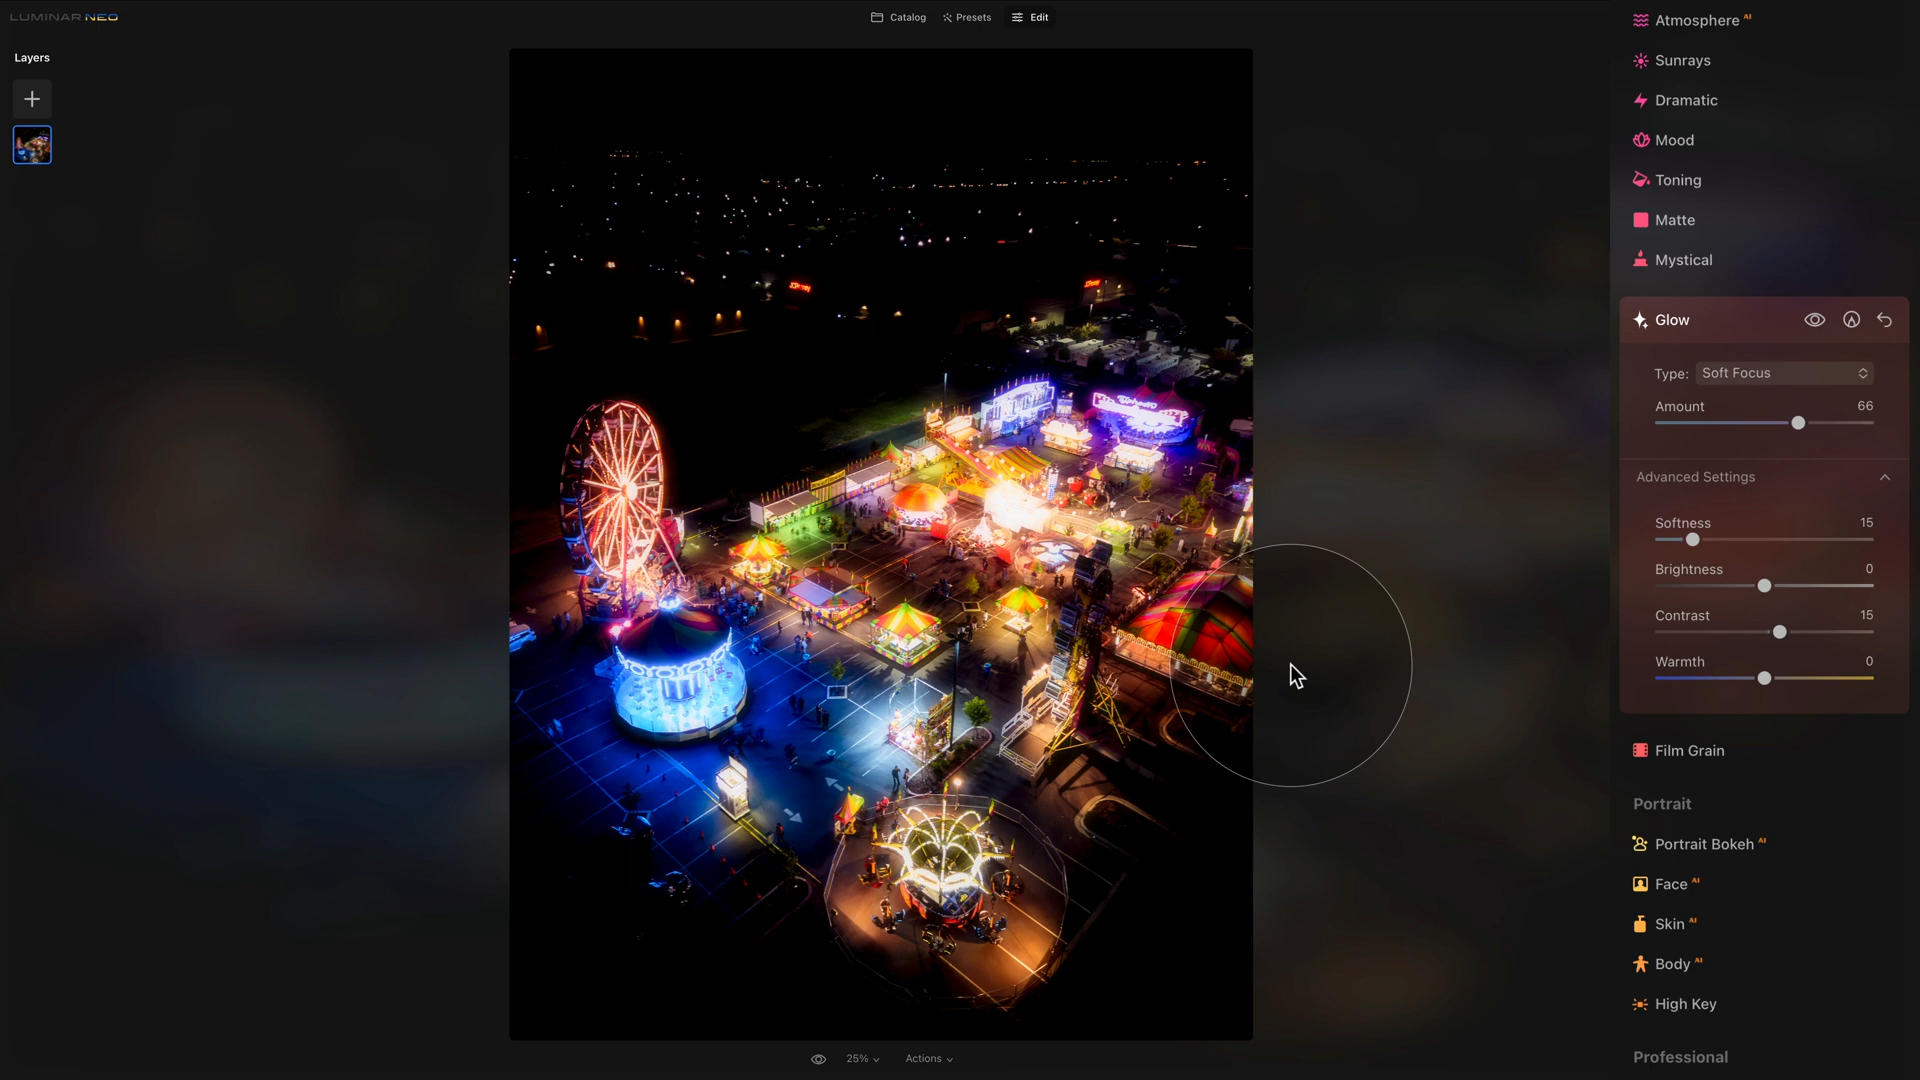 LUMINAR NEO
Catalog
Presets
Edit
Layers
Atmosphere AI
Sunrays
Dramatic
Mood
Toning
Matte
Mystical
Glow
Type: Soft Focus
Amount 66
Advanced Settings
Softness 15
Brightness 0
Contrast 15
Warmth 0
Film Grain
Portrait
Portrait Bokeh AI
Face AI
Skin AI
Body AI
High Key
Professional
25%
Actions